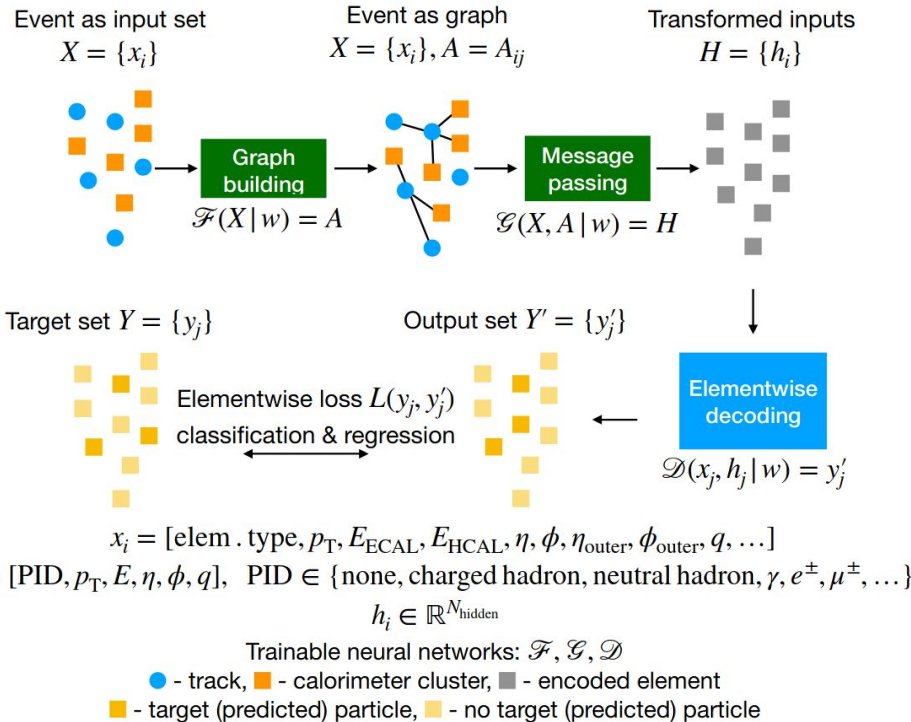 Event as input set
X = {x_i}
Event as graph
X = {x_i}, A = A_ij
Transformed inputs
H = {h_i}
Graph
building
ℱ(X | w) = A
Message
passing
𝒢(X, A | w) = H
Target set Y = {y_j}
Output set Y′ = {y′_j}
Elementwise loss L(y_j, y′_j)
classification & regression
Elementwise
decoding
𝒟(x_j, h_j | w) = y′_j
x_i = [elem . type, p_T, E_ECAL, E_HCAL, η, ϕ, η_outer, ϕ_outer, q, …]
[PID, p_T, E, η, ϕ, q], PID ∈ {none, charged hadron, neutral hadron, γ, e^±, μ^±, …}
h_i ∈ ℝ^N_hidden
Trainable neural networks: ℱ, 𝒢, 𝒟
- track, - calorimeter cluster, - encoded element
- target (predicted) particle, - no target (predicted) particle